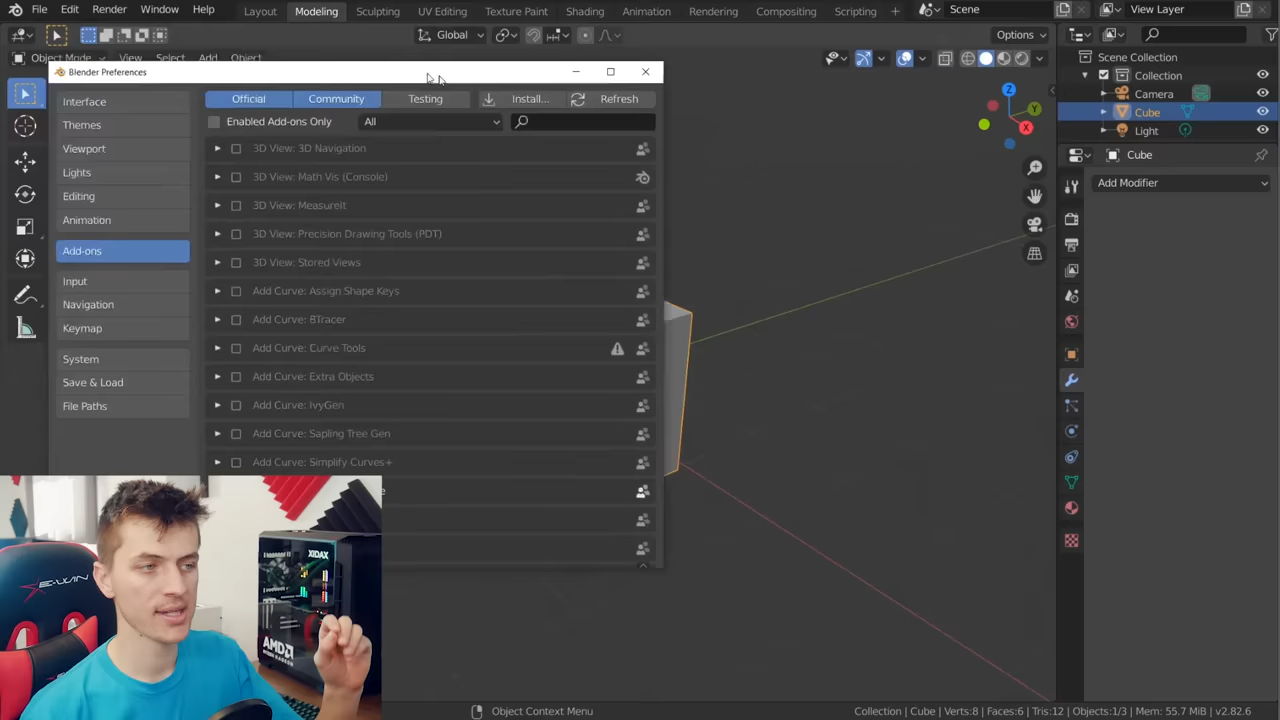 File Edit Render Window Help Layout Modeling Sculpting UV Editing Texture Paint Shading Animation Rendering Compositing Scripting + Scene View Layer
Global Options
Object Mode View Select Add Object
Blender Preferences
Interface
Themes
Viewport
Lights
Editing
Animation
Add-ons
Input
Navigation
Keymap
System
Save & Load
File Paths
Official Community Testing Install... Refresh
Enabled Add-ons Only All
3D View: 3D Navigation
3D View: Math Vis (Console)
3D View: MeasureIt
3D View: Precision Drawing Tools (PDT)
3D View: Stored Views
Add Curve: Assign Shape Keys
Add Curve: BTracer
Add Curve: Curve Tools
Add Curve: Extra Objects
Add Curve: IvyGen
Add Curve: Sapling Tree Gen
Add Curve: Simplify Curves+
Z
Y
X
Scene Collection
Collection
Camera
Cube
Light
Cube
Add Modifier
E-WIN
XIDAX
AMD
RADEON
Object Context Menu
Collection | Cube | Verts:8 | Faces:6 | Tris:12 | Objects:1/3 | Mem: 55.7 MiB | v2.82.6